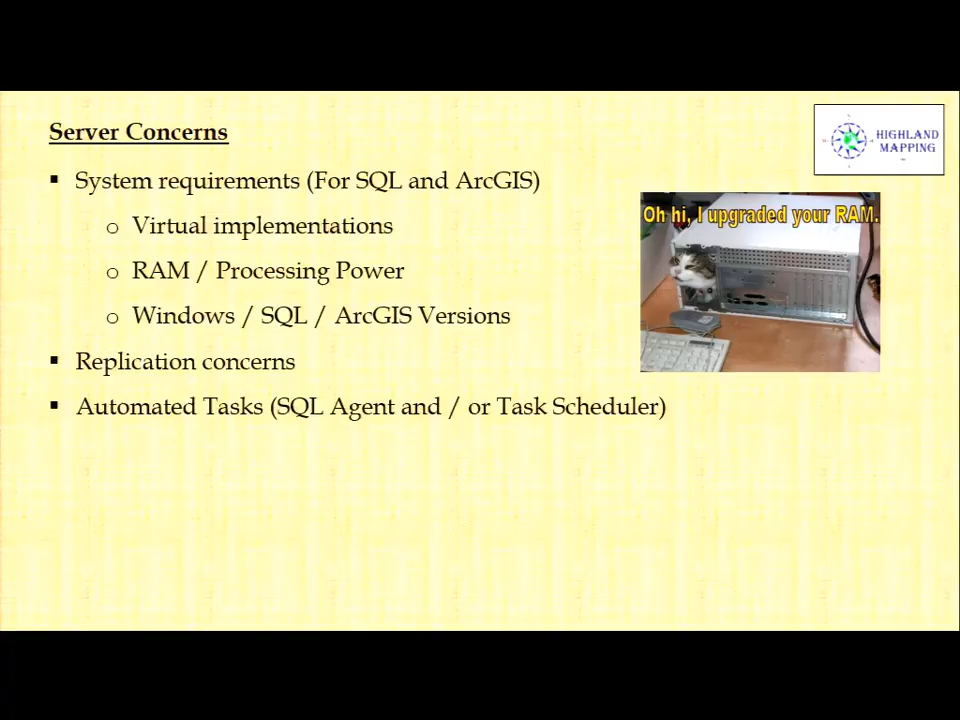 Server Concerns
HIGHLAND
MAPPING
▪ System requirements (For SQL and ArcGIS)
o Virtual implementations
o RAM / Processing Power
o Windows / SQL / ArcGIS Versions
▪ Replication concerns
▪ Automated Tasks (SQL Agent and / or Task Scheduler)
Oh hi, I upgraded your RAM.